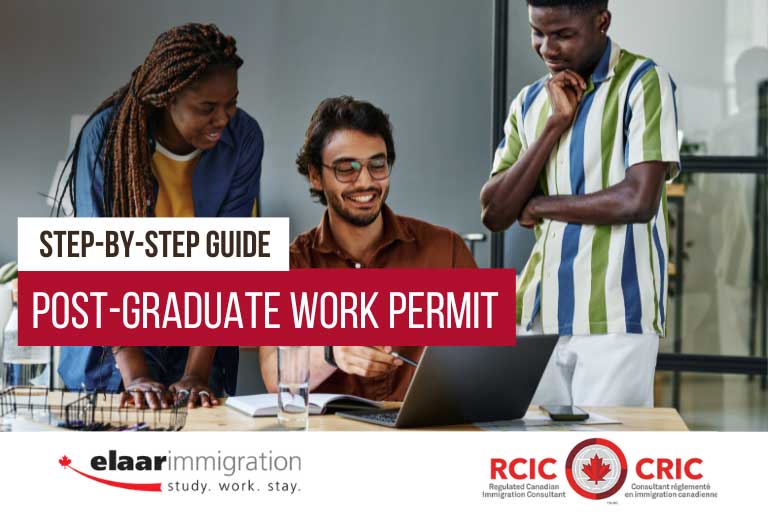 STEP-BY-STEP GUIDE
POST-GRADUATE WORK PERMIT
elaarimmigration
study. work. stay.
RCIC
Regulated Canadian
Immigration Consultant
CRIC
Consultant réglementé
en immigration canadienne